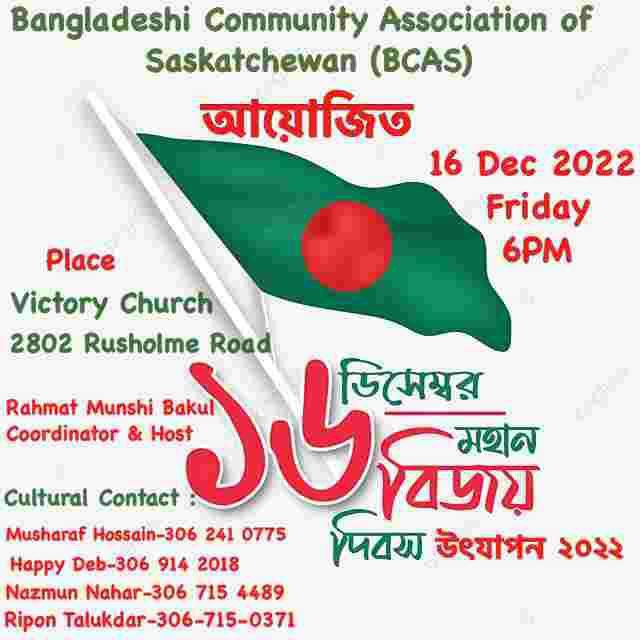 Bangladeshi Community Association of
Saskatchewan (BCAS)
আয়োজিত
16 Dec 2022
Friday
6PM
Place
Victory Church
2802 Rusholme Road
১৬ ডিসেম্বর
মহান
বিজয়
দিবস উৎযাপন ২০২২
Rahmat Munshi Bakul
Coordinator & Host
Cultural Contact :
Musharaf Hossain-306 241 0775
Happy Deb-306 914 2018
Nazmun Nahar-306 715 4489
Ripon Talukdar-306-715-0371